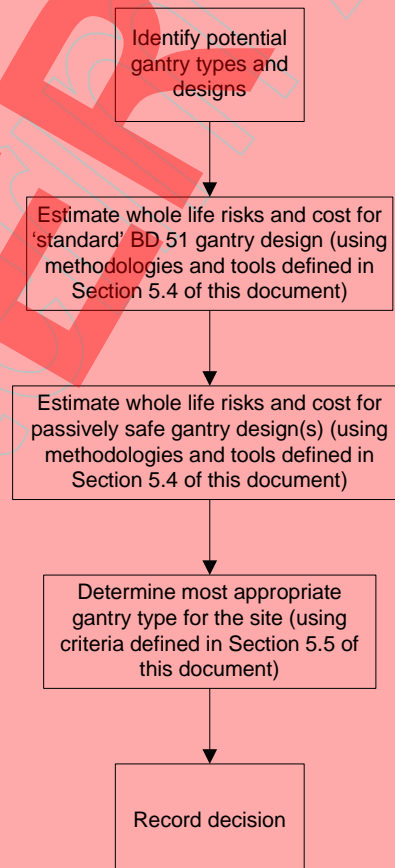 Identify potential
gantry types and
designs
Estimate whole life risks and cost for
‘standard’ BD 51 gantry design (using
methodologies and tools defined in
Section 5.4 of this document)
Estimate whole life risks and cost for
passively safe gantry design(s) (using
methodologies and tools defined in
Section 5.4 of this document)
Determine most appropriate
gantry type for the site (using
criteria defined in Section 5.5 of
this document)
Record decision